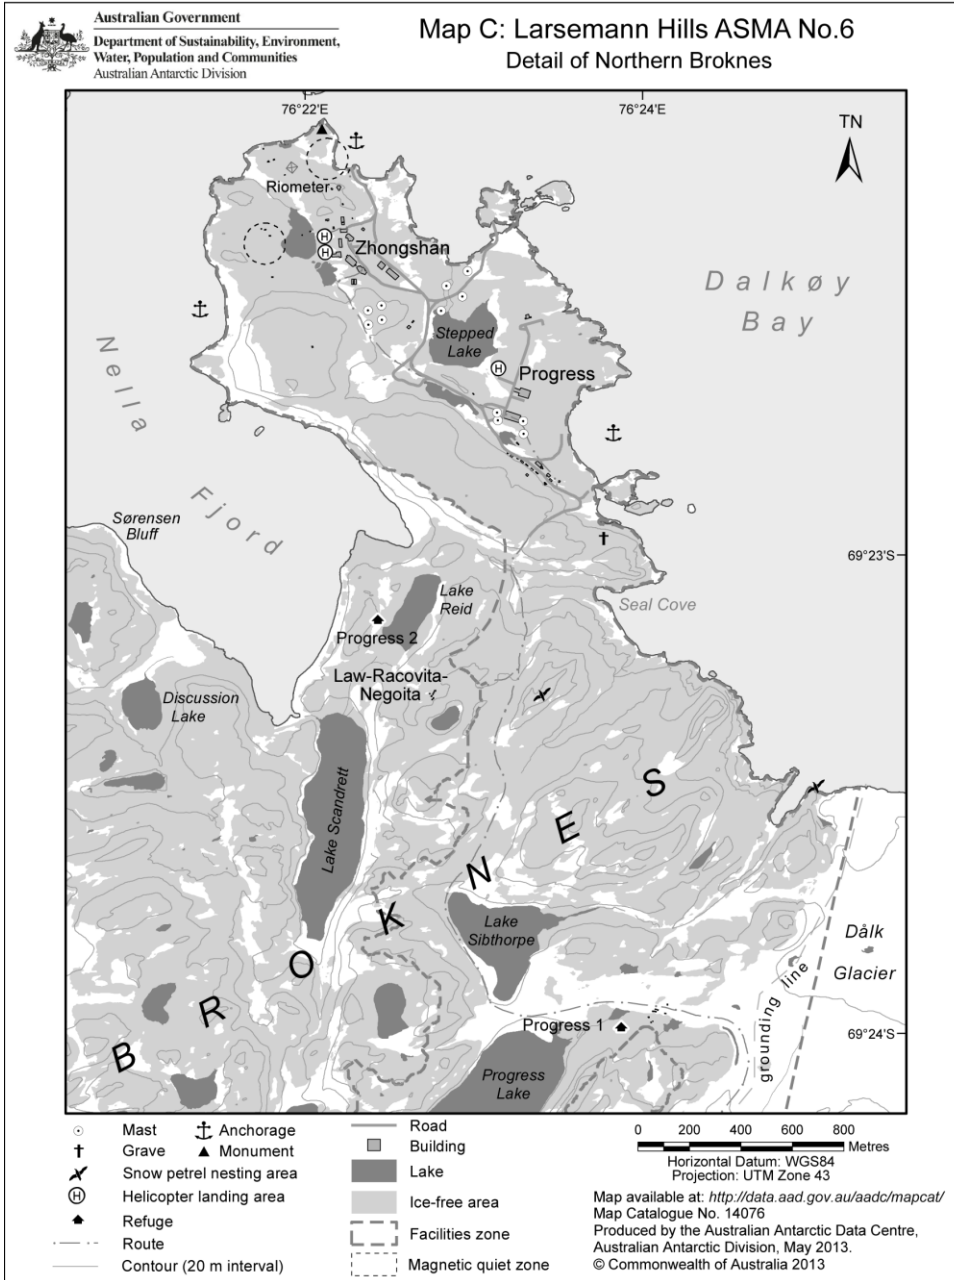 Australian Government
Department of Sustainability, Environment,
Water, Population and Communities
Australian Antarctic Division
Map C: Larsemann Hills ASMA No.6
Detail of Northern Broknes
76°22'E
76°24'E
TN
Riometer
H
H
Zhongshan
Dalkøy
Bay
Stepped
Lake
H
Progress
Nella
Fjord
Sørensen
Bluff
69°23'S
Lake
Reid
Seal Cove
Progress 2
Law-Racovita-
Negoita
Discussion
Lake
Lake Scandrett
BROKNES
Lake
Sibthorpe
Dålk
Glacier
grounding line
Progress 1
69°24'S
Progress
Lake
Mast
Anchorage
Grave
Monument
Snow petrel nesting area
H
Helicopter landing area
Refuge
Route
Contour (20 m interval)
Road
Building
Lake
Ice-free area
Facilities zone
Magnetic quiet zone
0 200 400 600 800
Metres
Horizontal Datum: WGS84
Projection: UTM Zone 43
Map available at: http://data.aad.gov.au/aadc/mapcat/
Map Catalogue No. 14076
Produced by the Australian Antarctic Data Centre,
Australian Antarctic Division, May 2013.
© Commonwealth of Australia 2013